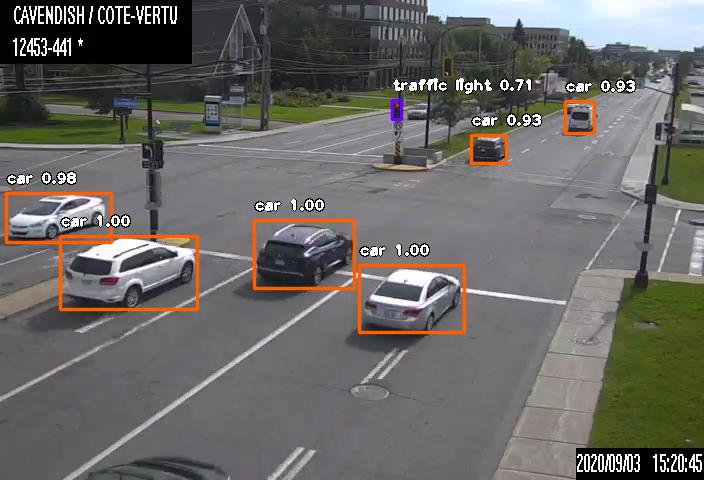 CAVENDISH / COTE-VERTU
12453-441 *
traffic light 0.71
car 0.93
car 0.93
car 0.98
car 1.00
car 1.00
car 1.00
2020/09/03 15:20:45